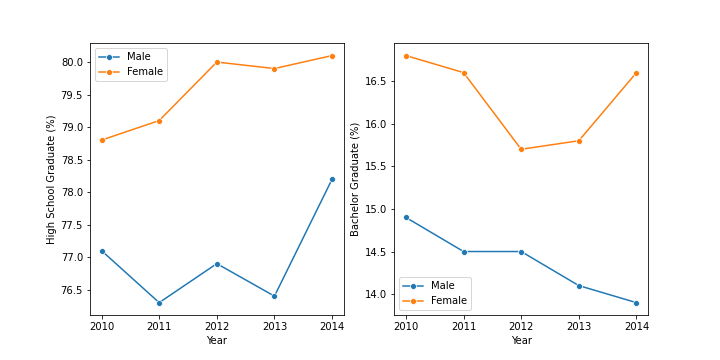 High School Graduate (%)
80.0
79.5
79.0
78.5
78.0
77.5
77.0
76.5
Male
Female
2010 2011 2012 2013 2014
Year
Bachelor Graduate (%)
16.5
16.0
15.5
15.0
14.5
14.0
Male
Female
2010 2011 2012 2013 2014
Year